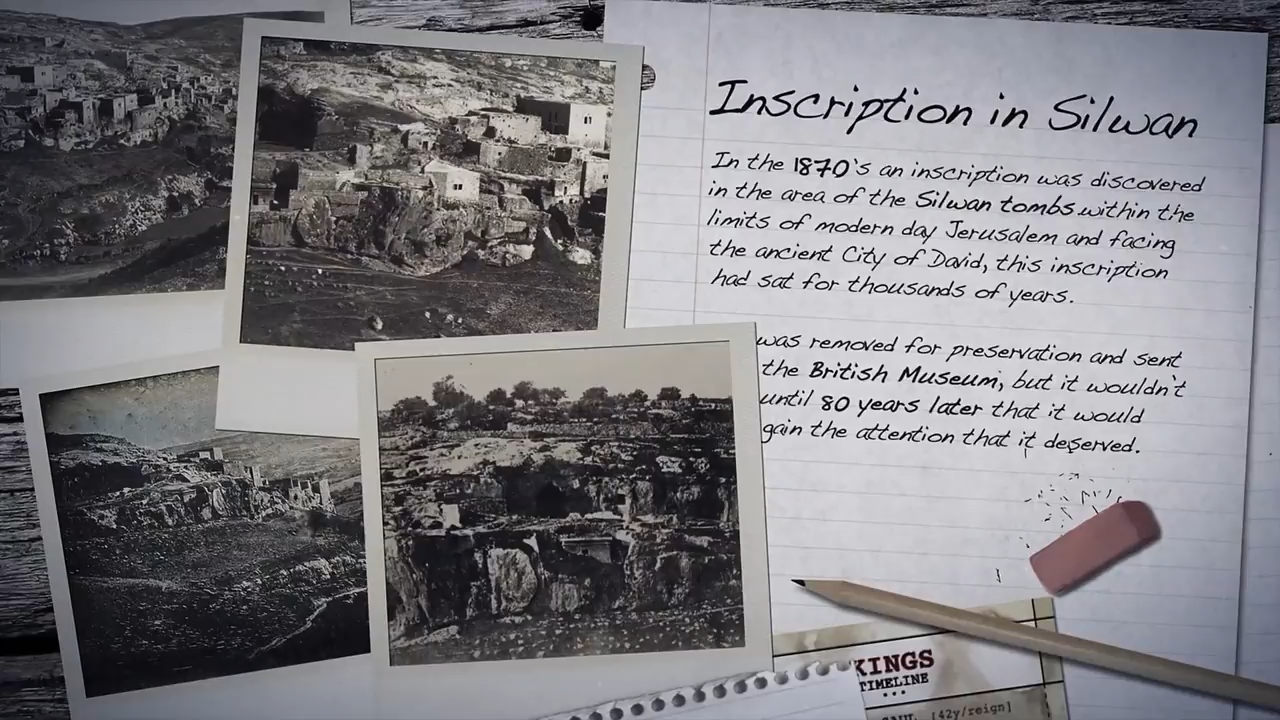 Inscription in Silwan
In the 1870's an inscription was discovered
in the area of the Silwan tombs within the
limits of modern day Jerusalem and facing
the ancient City of David, this inscription
had sat for thousands of years.
was removed for preservation and sent
the British Museum, but it wouldn't
until 80 years later that it would
gain the attention that it deserved.
KINGS
TIMELINE
SAUL [42y/reign]